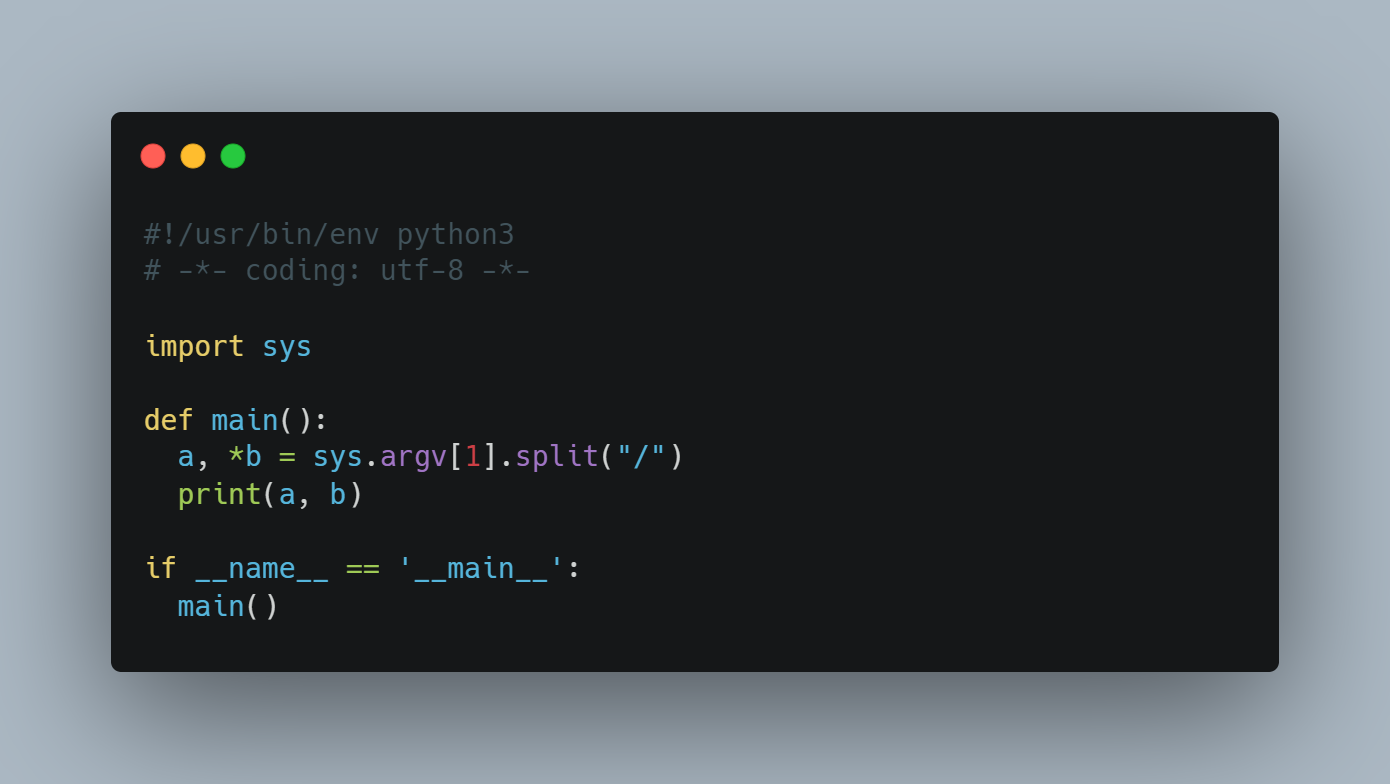 #!/usr/bin/env python3
# -*- coding: utf-8 -*-
import sys
def main():
  a, *b = sys.argv[1].split("/")
  print(a, b)
if __name__ == '__main__':
  main()